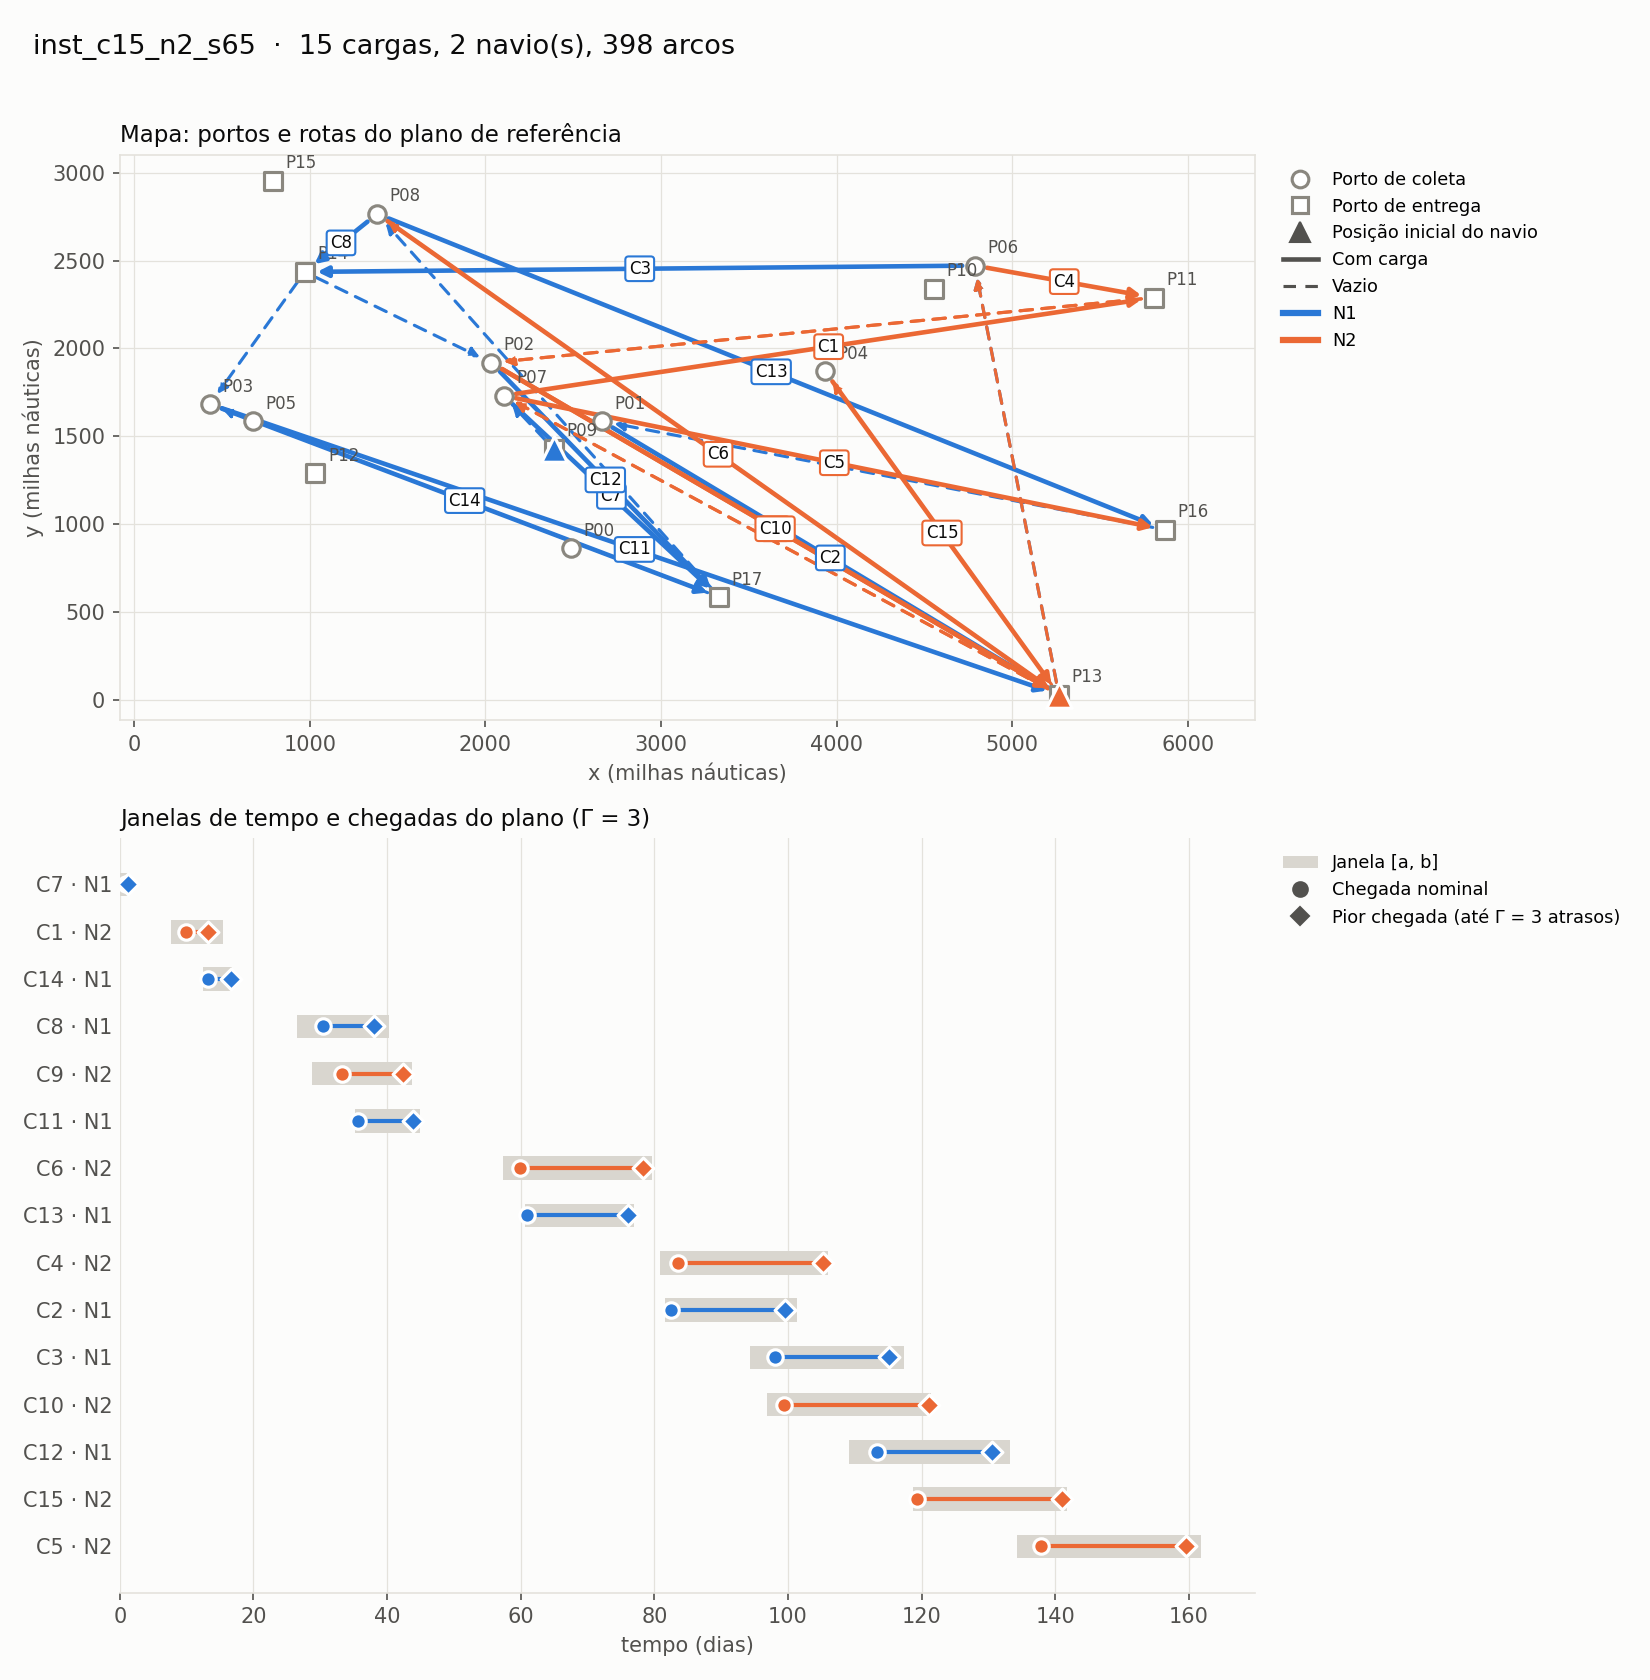 inst_c15_n2_s65  ·  15 cargas, 2 navio(s), 398 arcos
Mapa: portos e rotas do plano de referência
y (milhas náuticas)
3000
2500
2000
1500
1000
500
0
P15
P08
C8
P06
C3
P10
C4
P11
P02
C1
P04
P03
P05
P07
C13
P01
P09
P12
C6
C5
C12
C7
C14
P16
P00
C10
C15
C11
C2
P17
P13
0
1000
2000
3000
4000
5000
6000
x (milhas náuticas)
Porto de coleta
Porto de entrega
Posição inicial do navio
Com carga
Vazio
N1
N2
Janelas de tempo e chegadas do plano (Γ = 3)
C7 · N1
C1 · N2
C14 · N1
C8 · N1
C9 · N2
C11 · N1
C6 · N2
C13 · N1
C4 · N2
C2 · N1
C3 · N1
C10 · N2
C12 · N1
C15 · N2
C5 · N2
0
20
40
60
80
100
120
140
160
tempo (dias)
Janela [a, b]
Chegada nominal
Pior chegada (até Γ = 3 atrasos)